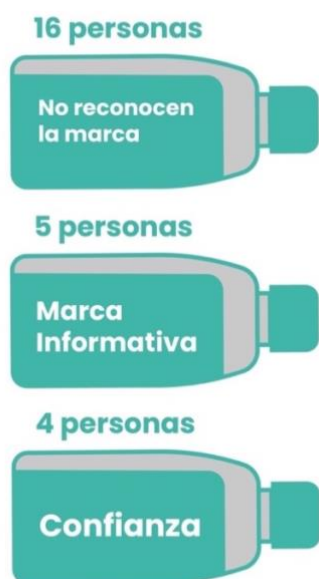 16 personas
No reconocen
la marca
5 personas
Marca
Informativa
4 personas
Confianza